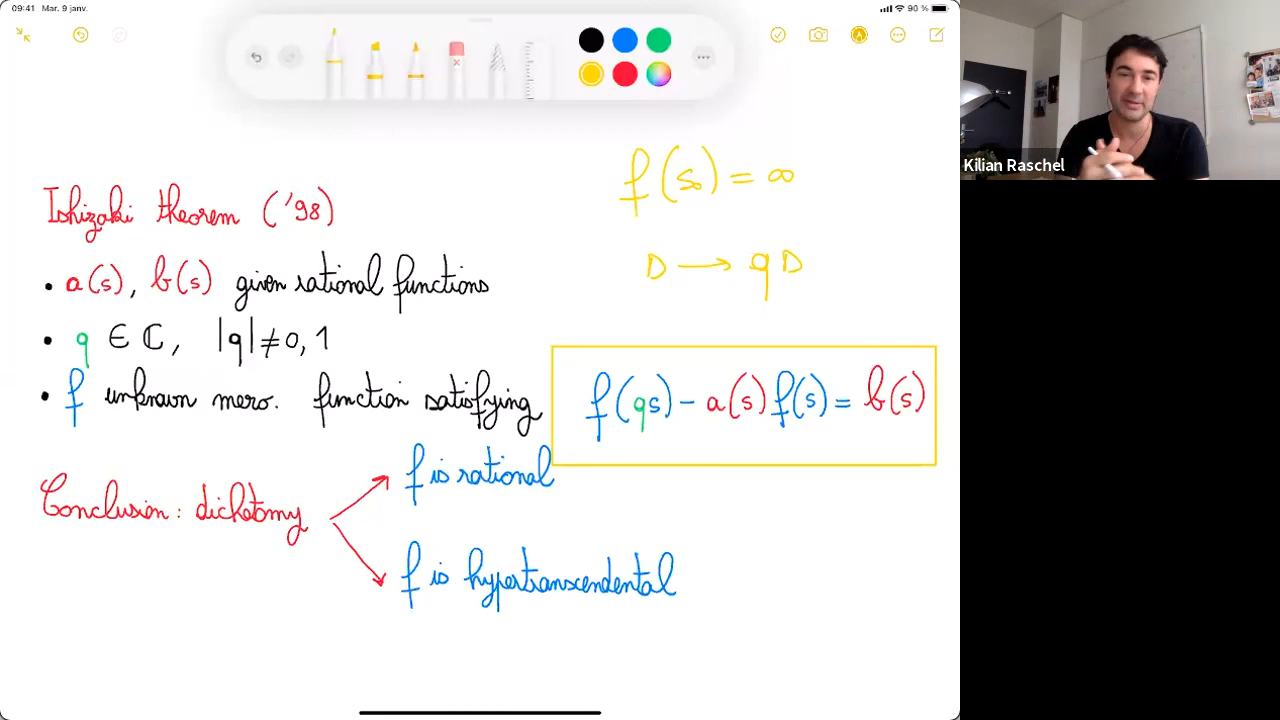 09:41 Mar. 9 janv.
90 %
f(s₀) = ∞
D → qD
Ishizaki theorem ('98)
• a(s), b(s) given rational functions
• q ∈ ℂ, |q| ≠ 0, 1
• f unknown mero. function satisfying
f(qs) - a(s) f(s) = b(s)
Conclusion: dichotomy
f is rational
f is hypertranscendental
Kilian Raschel